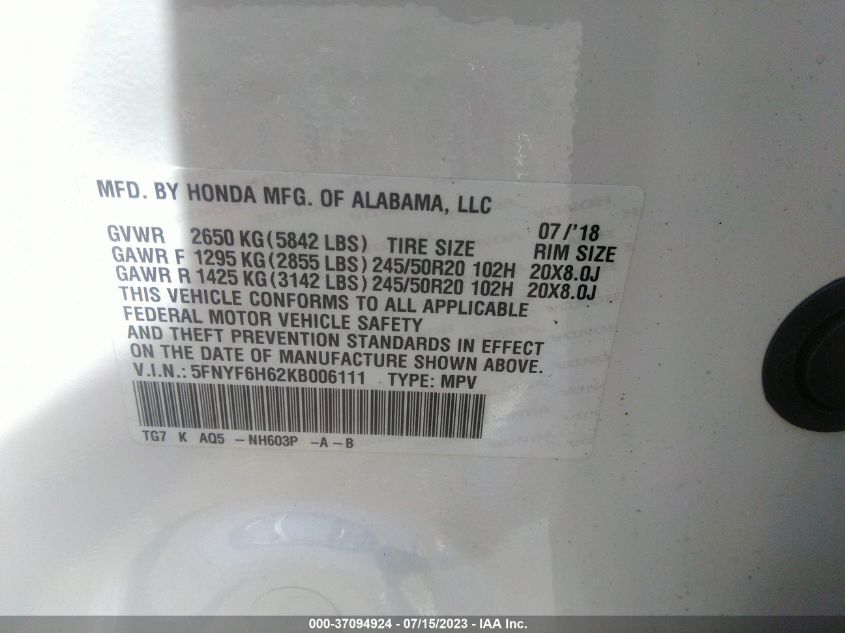 MFD. BY HONDA MFG. OF ALABAMA, LLC
07/'18
GVWR 2650 KG(5842 LBS) TIRE SIZE RIM SIZE
GAWR F 1295 KG(2855 LBS) 245/50R20 102H 20X8.0J
GAWR R 1425 KG(3142 LBS) 245/50R20 102H 20X8.0J
THIS VEHICLE CONFORMS TO ALL APPLICABLE
FEDERAL MOTOR VEHICLE SAFETY
AND THEFT PREVENTION STANDARDS IN EFFECT
ON THE DATE OF MANUFACTURE SHOWN ABOVE.
V.I.N.: 5FNYF6H62KB006111 TYPE: MPV
TG7 K AQ5 -NH603P -A-B
000-37094924 - 07/15/2023 - IAA Inc.